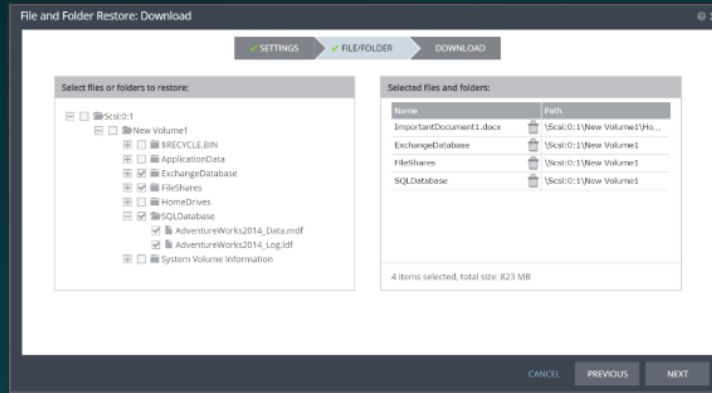 File and Folder Restore: Download
SETTINGS
FILE/FOLDER
DOWNLOAD
Select files or folders to restore:
Scsi:0:1
New Volume1
$RECYCLE.BIN
ApplicationData
ExchangeDatabase
FileShares
HomeDrives
SQLDatabase
AdventureWorks2014_Data.mdf
AdventureWorks2014_Log.ldf
System Volume Information
Selected files and folders:
Name Path
ImportantDocument1.docx \Scsi:0:1\New Volume1\Ho...
ExchangeDatabase \Scsi:0:1\New Volume1
FileShares \Scsi:0:1\New Volume1
SQLDatabase \Scsi:0:1\New Volume1
4 items selected, total size: 823 MB
CANCEL PREVIOUS NEXT